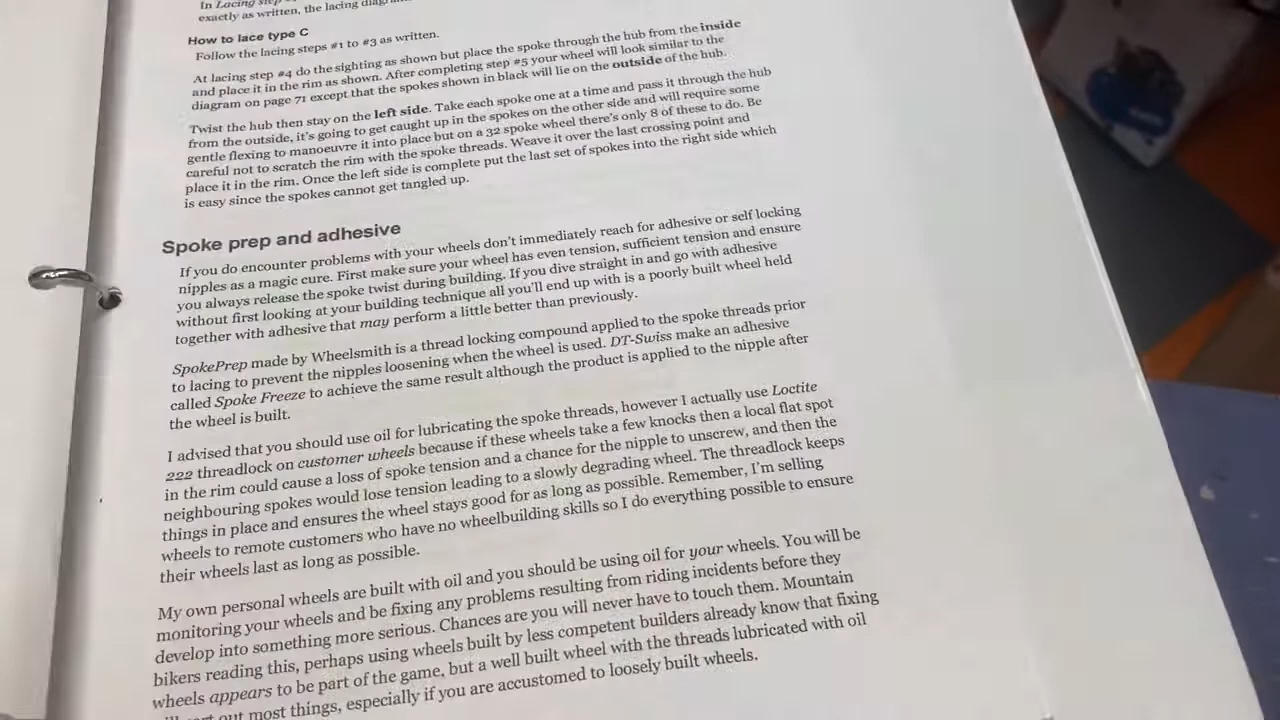 In Lacing step
exactly as written, the lacing
How to lace type C
Follow the lacing steps #1 to #3 as written.
At lacing step #4 do the sighting as shown but place the spoke through the hub from the inside
and place it in the rim as shown. After completing step #5 your wheel will look similar to the
diagram on page 71 except that the spokes shown in black will lie on the outside of the hub.
Twist the hub then stay on the left side. Take each spoke one at a time and pass it through the hub
from the outside, it's going to get caught up in the spokes on the other side and will require some
gentle flexing to manoeuvre it into place but on a 32 spoke wheel there's only 8 of these to do. Be
careful not to scratch the rim with the spoke threads. Weave it over the last crossing point and
place it in the rim. Once the left side is complete put the last set of spokes into the right side which
is easy since the spokes cannot get tangled up.
Spoke prep and adhesive
If you do encounter problems with your wheels don't immediately reach for adhesive or self locking
nipples as a magic cure. First make sure your wheel has even tension, sufficient tension and ensure
you always release the spoke twist during building. If you dive straight in and go with adhesive
without first looking at your building technique all you'll end up with is a poorly built wheel held
together with adhesive that may perform a little better than previously.
SpokePrep made by Wheelsmith is a thread locking compound applied to the spoke threads prior
to lacing to prevent the nipples loosening when the wheel is used. DT-Swiss make an adhesive
called Spoke Freeze to achieve the same result although the product is applied to the nipple after
the wheel is built.
I advised that you should use oil for lubricating the spoke threads, however I actually use Loctite
222 threadlock on customer wheels because if these wheels take a few knocks then a local flat spot
in the rim could cause a loss of spoke tension and a chance for the nipple to unscrew, and then the
neighbouring spokes would lose tension leading to a slowly degrading wheel. The threadlock keeps
things in place and ensures the wheel stays good for as long as possible. Remember, I'm selling
wheels to remote customers who have no wheelbuilding skills so I do everything possible to ensure
their wheels last as long as possible.
My own personal wheels are built with oil and you should be using oil for your wheels. You will be
monitoring your wheels and be fixing any problems resulting from riding incidents before they
develop into something more serious. Chances are you will never have to touch them. Mountain
bikers reading this, perhaps using wheels built by less competent builders already know that fixing
wheels appears to be part of the game, but a well built wheel with the threads lubricated with oil
out most things, especially if you are accustomed to loosely built wheels.